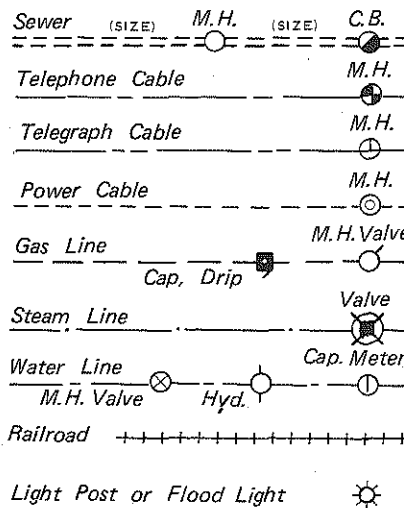 Sewer (SIZE) M.H. (SIZE) C.B.
Telephone Cable M.H.
Telegraph Cable M.H.
Power Cable M.H.
Gas Line M.H. Valve
Cap, Drip
Steam Line Valve
Water Line Cap. Meter
M.H. Valve Hyd.
Railroad
Light Post or Flood Light